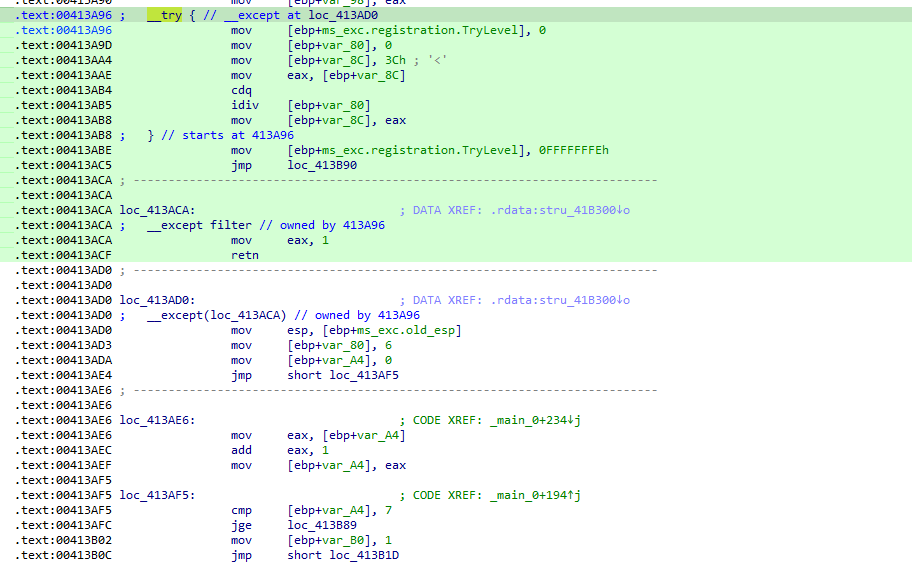 .text:00413A90 mov [ebp+var_98], eax
.text:00413A96 ;   __try { // __except at loc_413AD0
.text:00413A96                 mov     [ebp+ms_exc.registration.TryLevel], 0
.text:00413A9D                 mov     [ebp+var_80], 0
.text:00413AA4                 mov     [ebp+var_8C], 3Ch ; '<'
.text:00413AAE                 mov     eax, [ebp+var_8C]
.text:00413AB4                 cdq
.text:00413AB5                 idiv    [ebp+var_80]
.text:00413AB8                 mov     [ebp+var_8C], eax
.text:00413AB8 ;   } // starts at 413A96
.text:00413ABE                 mov     [ebp+ms_exc.registration.TryLevel], 0FFFFFFFEh
.text:00413AC5                 jmp     loc_413B90
.text:00413ACA ; ---------------------------------------------------------------------------
.text:00413ACA
.text:00413ACA loc_413ACA:                             ; DATA XREF: .rdata:stru_41B300↓o
.text:00413ACA ;   __except filter // owned by 413A96
.text:00413ACA                 mov     eax, 1
.text:00413ACF                 retn
.text:00413AD0 ; ---------------------------------------------------------------------------
.text:00413AD0
.text:00413AD0 loc_413AD0:                             ; DATA XREF: .rdata:stru_41B300↓o
.text:00413AD0 ;   __except(loc_413ACA) // owned by 413A96
.text:00413AD0                 mov     esp, [ebp+ms_exc.old_esp]
.text:00413AD3                 mov     [ebp+var_80], 6
.text:00413ADA                 mov     [ebp+var_A4], 0
.text:00413AE4                 jmp     short loc_413AF5
.text:00413AE6 ; ---------------------------------------------------------------------------
.text:00413AE6
.text:00413AE6 loc_413AE6:                             ; CODE XREF: _main_0+234↓j
.text:00413AE6                 mov     eax, [ebp+var_A4]
.text:00413AEC                 add     eax, 1
.text:00413AEF                 mov     [ebp+var_A4], eax
.text:00413AF5
.text:00413AF5 loc_413AF5:                             ; CODE XREF: _main_0+194↑j
.text:00413AF5                 cmp     [ebp+var_A4], 7
.text:00413AFC                 jge     loc_413B89
.text:00413B02                 mov     [ebp+var_B0], 1
.text:00413B0C                 jmp     short loc_413B1D